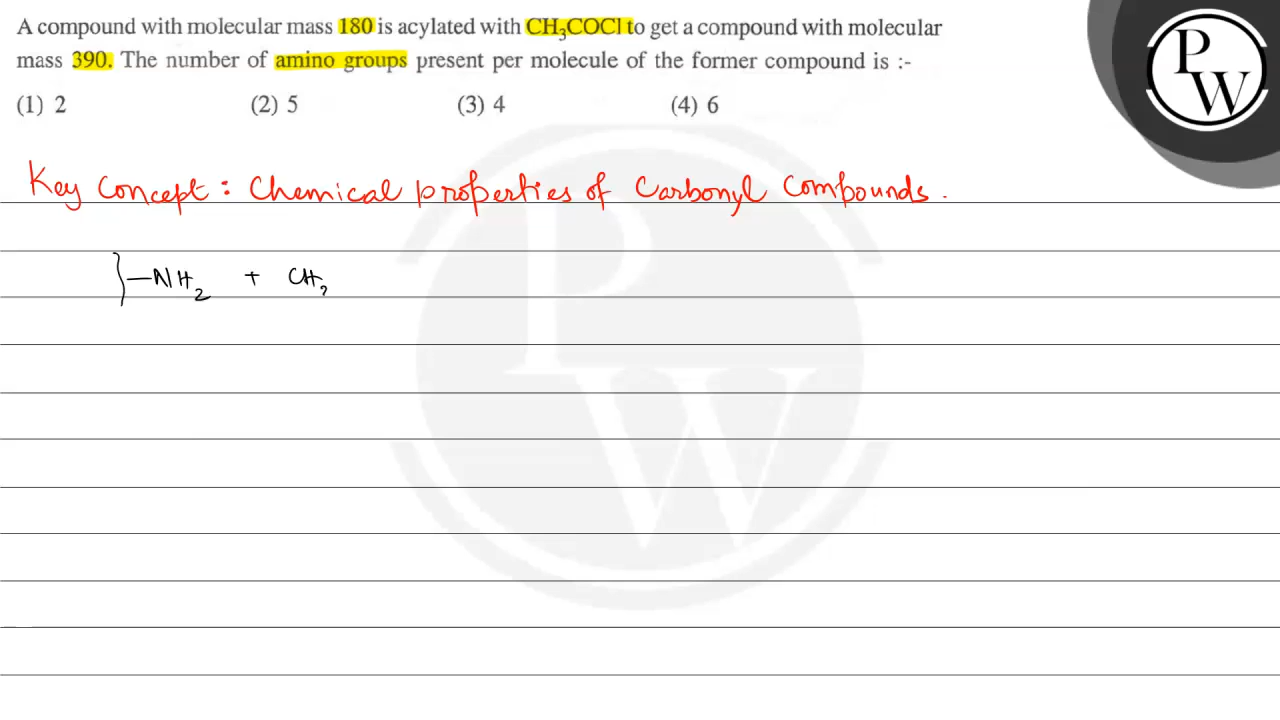 A compound with molecular mass 180 is acylated with CH₃COCl to get a compound with molecular
mass 390. The number of amino groups present per molecule of the former compound is :-
(1) 2 (2) 5 (3) 4 (4) 6
Key Concept : Chemical properties of Carbonyl Compounds.
}–NH₂ + CH₃
PW
PW